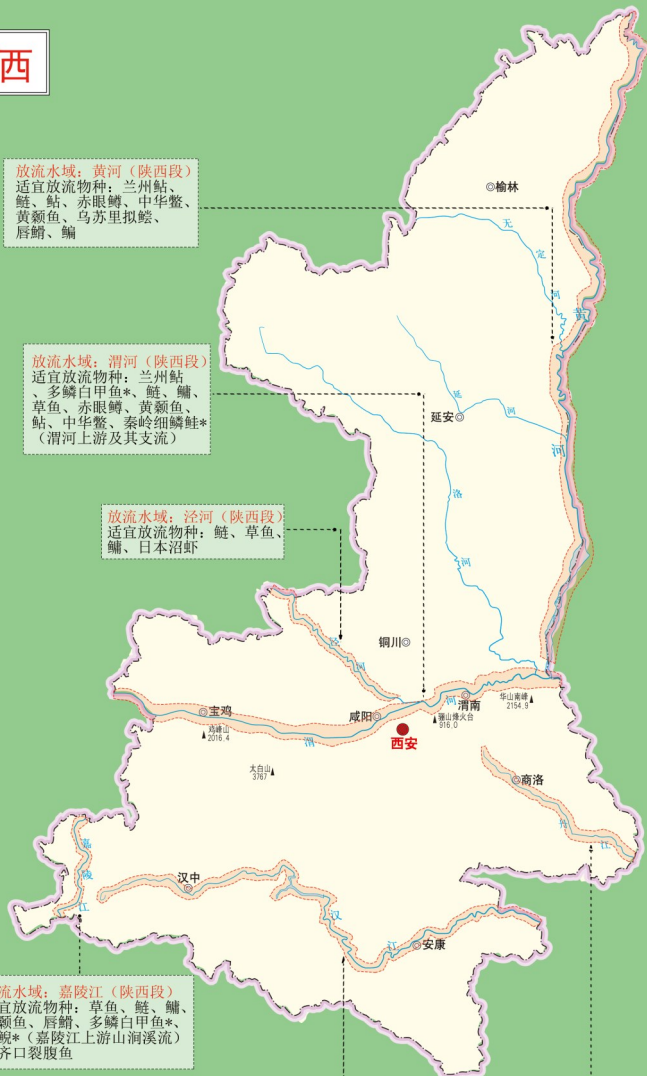 西
放流水域：黄河（陕西段）
适宜放流物种：兰州鲇、
鲢、鲇、赤眼鳟、中华鳖、
黄颡鱼、乌苏里拟鲿、
唇䱻、鳊
榆林
无定河
黄河
放流水域：渭河（陕西段）
适宜放流物种：兰州鲇
、多鳞白甲鱼*、鲢、鳙、
草鱼、赤眼鳟、黄颡鱼、
鲇、中华鳖、秦岭细鳞鲑*
（渭河上游及其支流）
延安
延河
洛河
放流水域：泾河（陕西段）
适宜放流物种：鲢、草鱼、
鳙、日本沼虾
泾河
铜川
宝鸡
鸡峰山
2016.4
咸阳
渭河
渭南
华山南峰
2154.9
骊山烽火台
916.0
西安
太白山
3767
商洛
丹江
嘉陵江
汉中
汉江
安康
流水域：嘉陵江（陕西段）
宜放流物种：草鱼、鲢、鳙、
颡鱼、唇䱻、多鳞白甲鱼*、
鲵*（嘉陵江上游山涧溪流）
齐口裂腹鱼